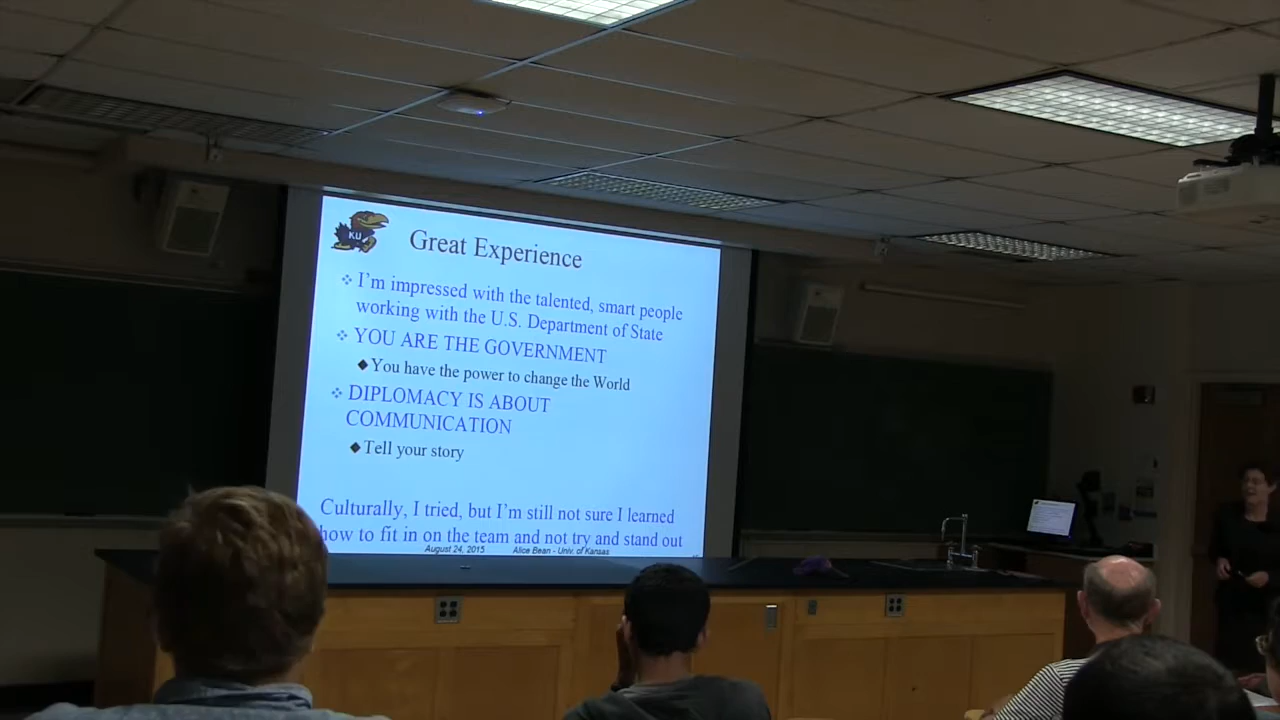 KU
Great Experience
I'm impressed with the talented, smart people
working with the U.S. Department of State
YOU ARE THE GOVERNMENT
You have the power to change the World
DIPLOMACY IS ABOUT
COMMUNICATION
Tell your story
Culturally, I tried, but I'm still not sure I learned
how to fit in on the team and not try and stand out
August 24, 2015 Alice Bean - Univ. of Kansas